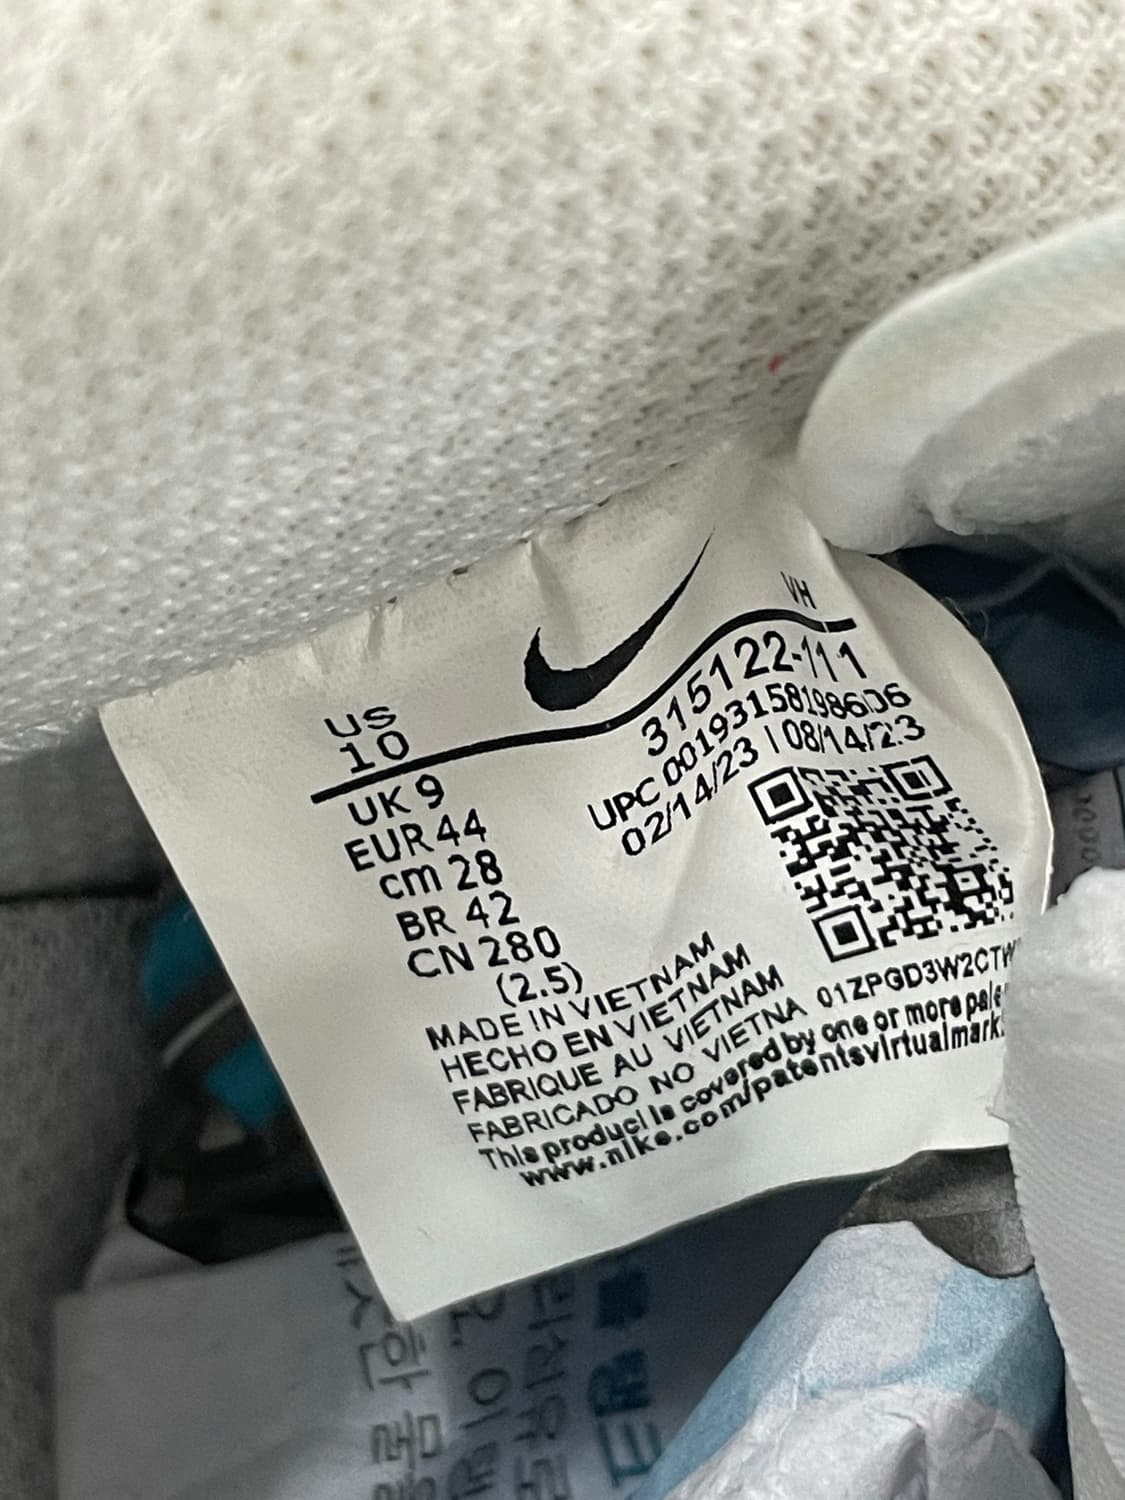 VH
US
10
315122-111
UPC 00193158198606
02/14/23 | 08/14/23
UK 9
EUR 44
cm 28
BR 42
CN 280
(2.5)
MADE IN VIETNAM
HECHO EN VIETNAM
FABRIQUE AU VIETNAM
FABRICADO NO VIETNA
01ZPGD3W2CTW
This product is covered by one or more
www.nike.com/patentsvirtualmark